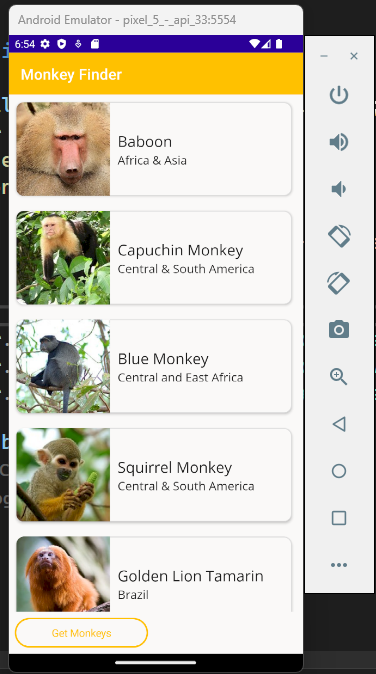 Android Emulator - pixel_5_-_api_33:5554
6:54
Monkey Finder
Baboon
Africa & Asia
Capuchin Monkey
Central & South America
Blue Monkey
Central and East Africa
Squirrel Monkey
Central & South America
Golden Lion Tamarin
Brazil
Get Monkeys